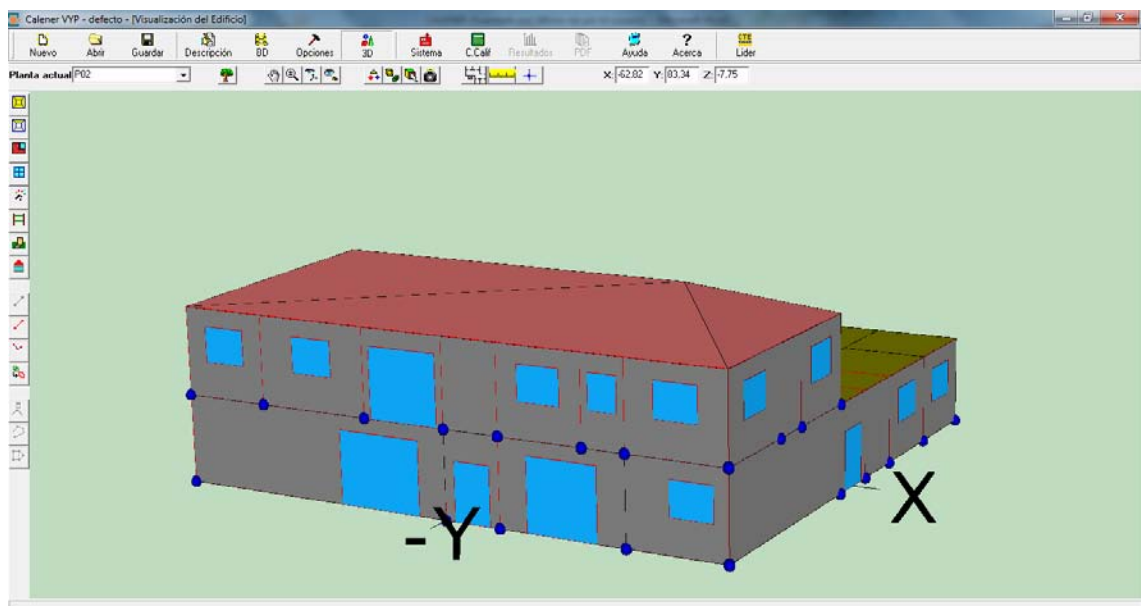 Calener VYP - defecto - [Visualización del Edificio]
Nuevo Abrir Guardar Descripción BD Opciones 3D Sistema C.Calif Resultados PDF Ayuda Acerca Lider
Planta actual P02 X: -62.82 Y: 83.34 Z: -7.75
X
-Y